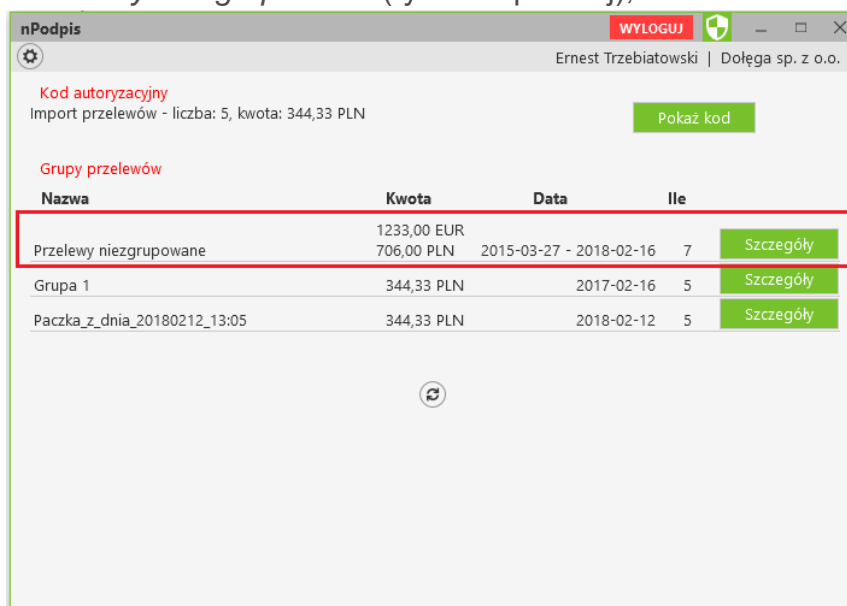 nPodpis WYLOGUJ
Ernest Trzebiatowski | Dołęga sp. z o.o.
Kod autoryzacyjny
Import przelewów - liczba: 5, kwota: 344,33 PLN Pokaż kod
Grupy przelewów
Nazwa Kwota Data Ile
1233,00 EUR
Przelewy niezgrupowane 706,00 PLN 2015-03-27 - 2018-02-16 7 Szczegóły
Grupa 1 344,33 PLN 2017-02-16 5 Szczegóły
Paczka_z_dnia_20180212_13:05 344,33 PLN 2018-02-12 5 Szczegóły